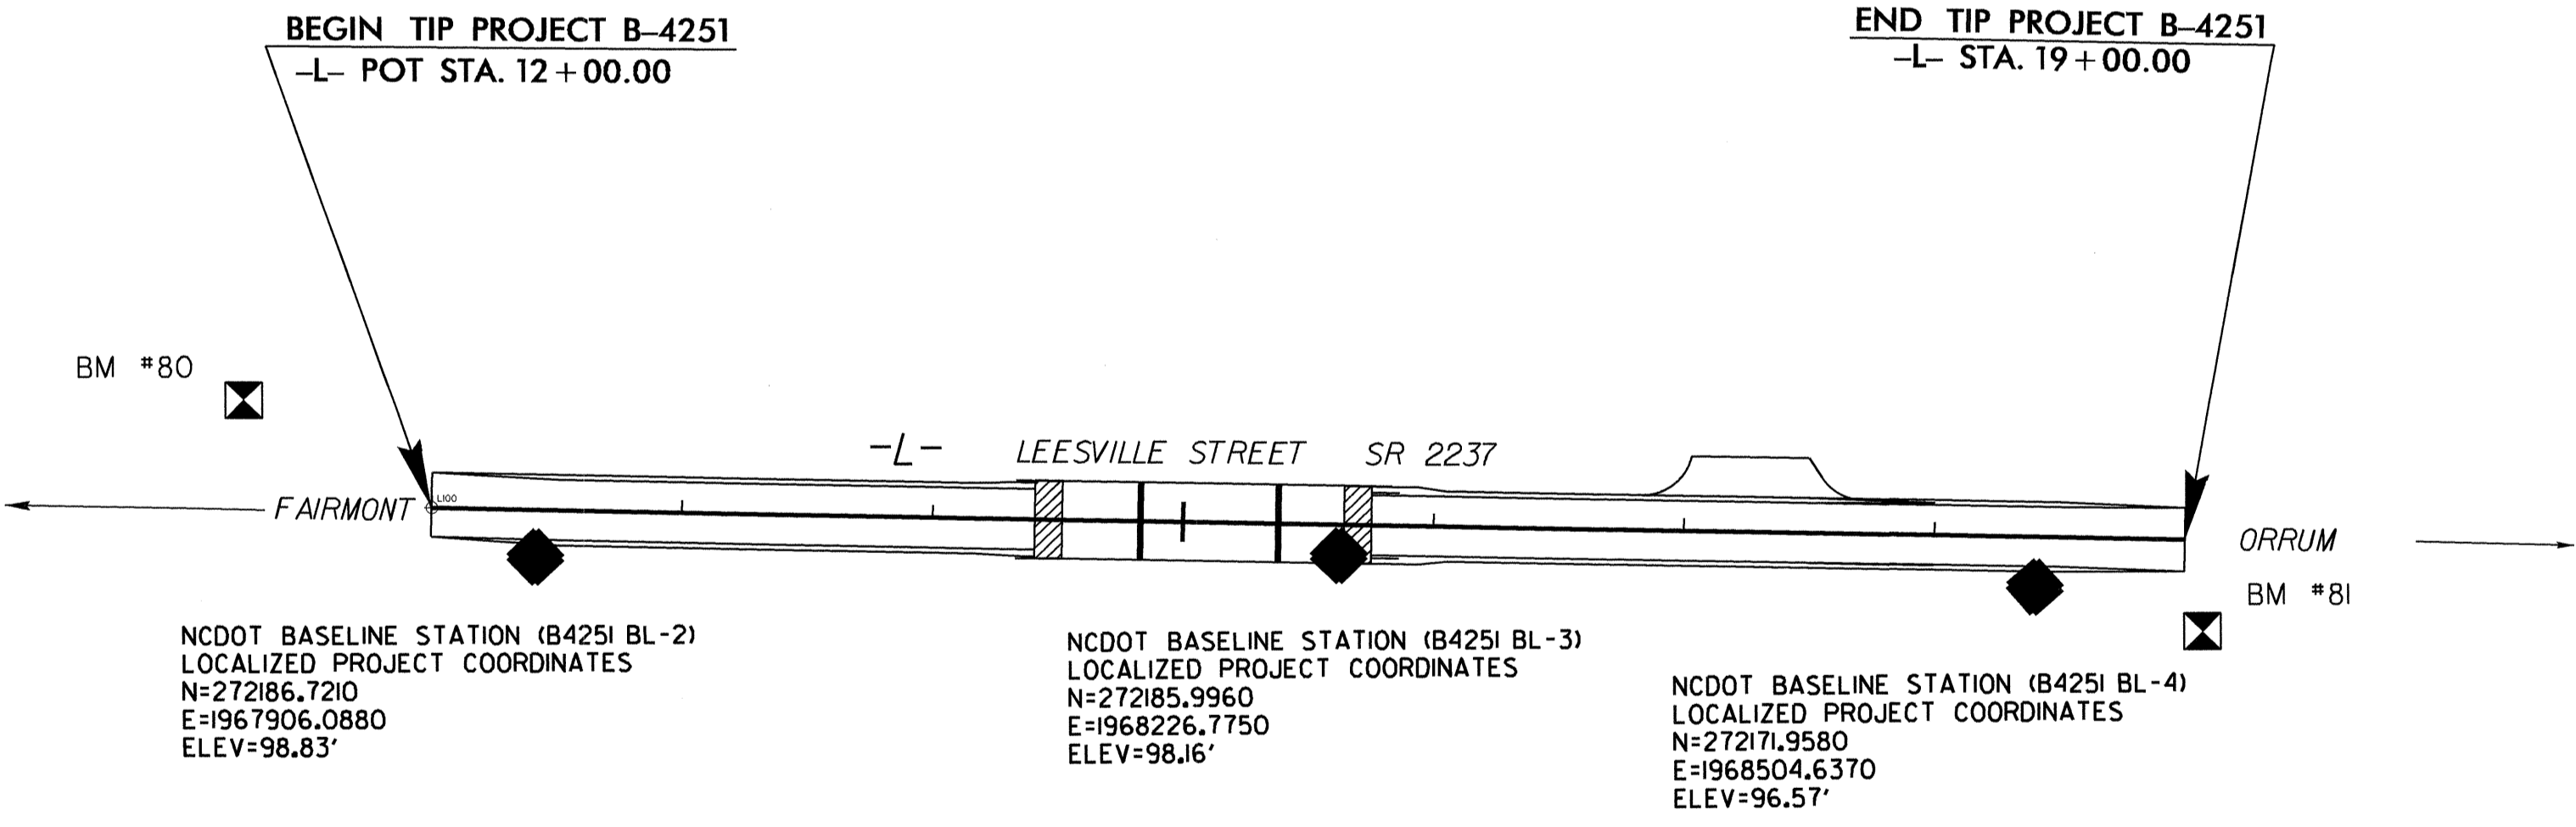 BEGIN TIP PROJECT B-4251
-L- POT STA. 12+00.00
END TIP PROJECT B-4251
-L- STA. 19+00.00
BM #80
-L- LEESVILLE STREET SR 2237
L100
FAIRMONT
ORRUM
BM #81
NCDOT BASELINE STATION (B4251 BL-2)
LOCALIZED PROJECT COORDINATES
N=272186.7210
E=1967906.0880
ELEV=98.83'
NCDOT BASELINE STATION (B4251 BL-3)
LOCALIZED PROJECT COORDINATES
N=272185.9960
E=1968226.7750
ELEV=98.16'
NCDOT BASELINE STATION (B4251 BL-4)
LOCALIZED PROJECT COORDINATES
N=272171.9580
E=1968504.6370
ELEV=96.57'